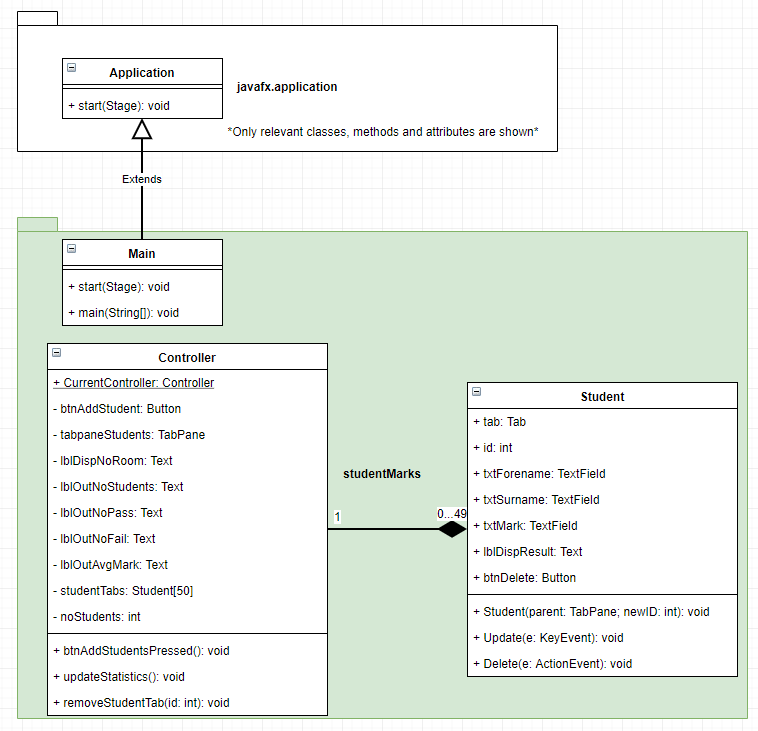 Application
+ start(Stage): void
javafx.application
*Only relevant classes, methods and attributes are shown*
Extends
Main
+ start(Stage): void
+ main(String[]): void
Controller
+ CurrentController: Controller
- btnAddStudent: Button
- tabpaneStudents: TabPane
- lblDispNoRoom: Text
- lblOutNoStudents: Text
- lblOutNoPass: Text
- lblOutNoFail: Text
- lblOutAvgMark: Text
- studentTabs: Student[50]
- noStudents: int
+ btnAddStudentsPressed(): void
+ updateStatistics(): void
+ removeStudentTab(id: int): void
studentMarks
1
0...49
Student
+ tab: Tab
+ id: int
+ txtForename: TextField
+ txtSurname: TextField
+ txtMark: TextField
+ lblDispResult: Text
+ btnDelete: Button
+ Student(parent: TabPane; newID: int): void
+ Update(e: KeyEvent): void
+ Delete(e: ActionEvent): void